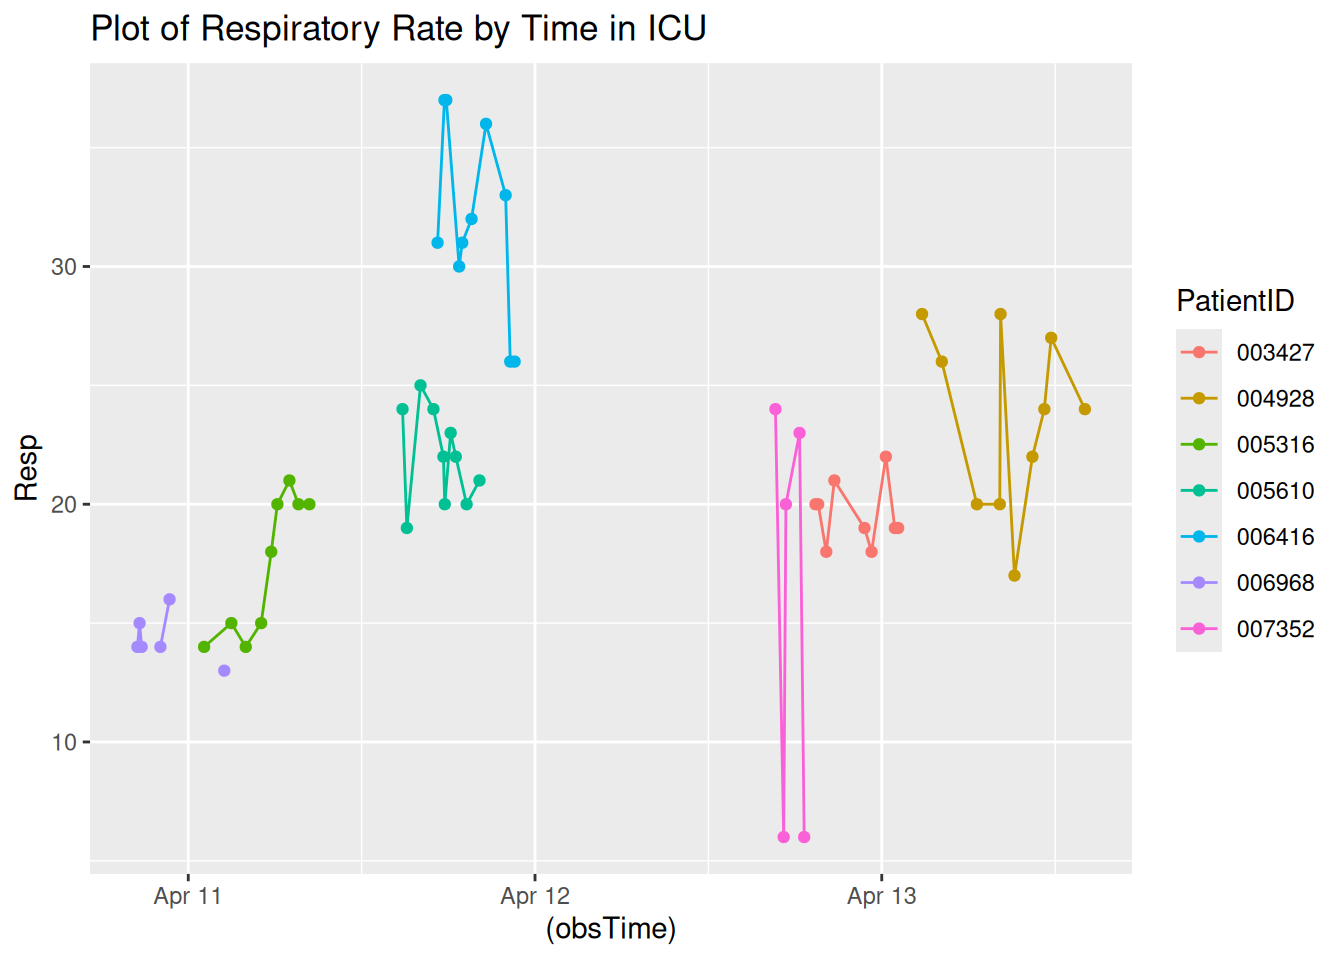 Plot of Respiratory Rate by Time in ICU
Resp
30
20
10
Apr 11
Apr 12
Apr 13
(obsTime)
PatientID
003427
004928
005316
005610
006416
006968
007352